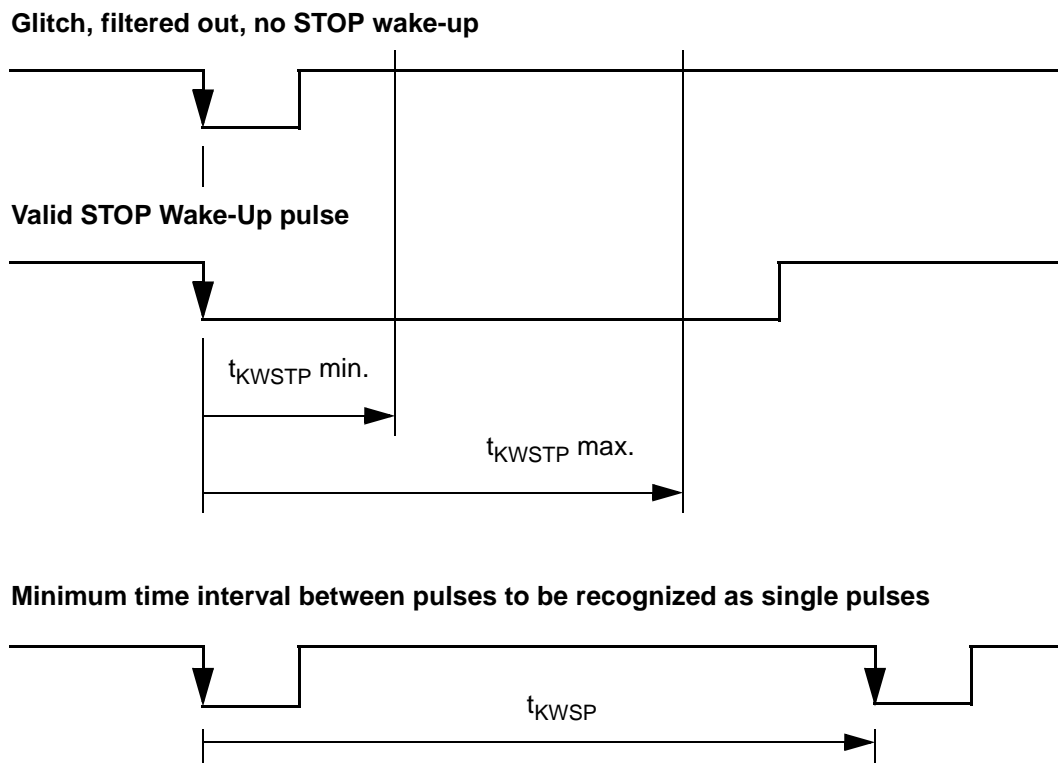 Glitch, filtered out, no STOP wake-up
Valid STOP Wake-Up pulse
tKWSTP min.
tKWSTP max.
Minimum time interval between pulses to be recognized as single pulses
tKWSP